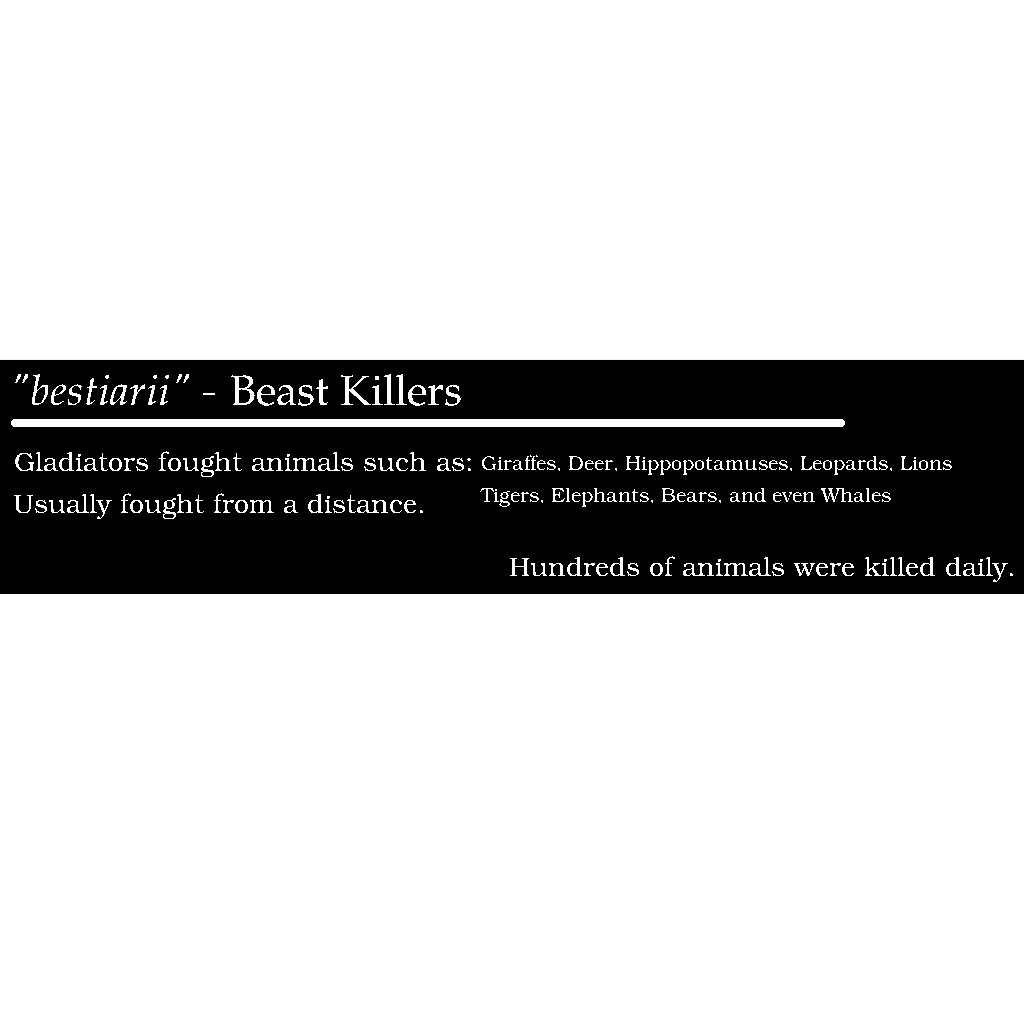 "bestiarii" - Beast Killers
Gladiators fought animals such as: Giraffes, Deer, Hippopotamuses, Leopards, Lions
Usually fought from a distance. Tigers, Elephants, Bears, and even Whales
Hundreds of animals were killed daily.